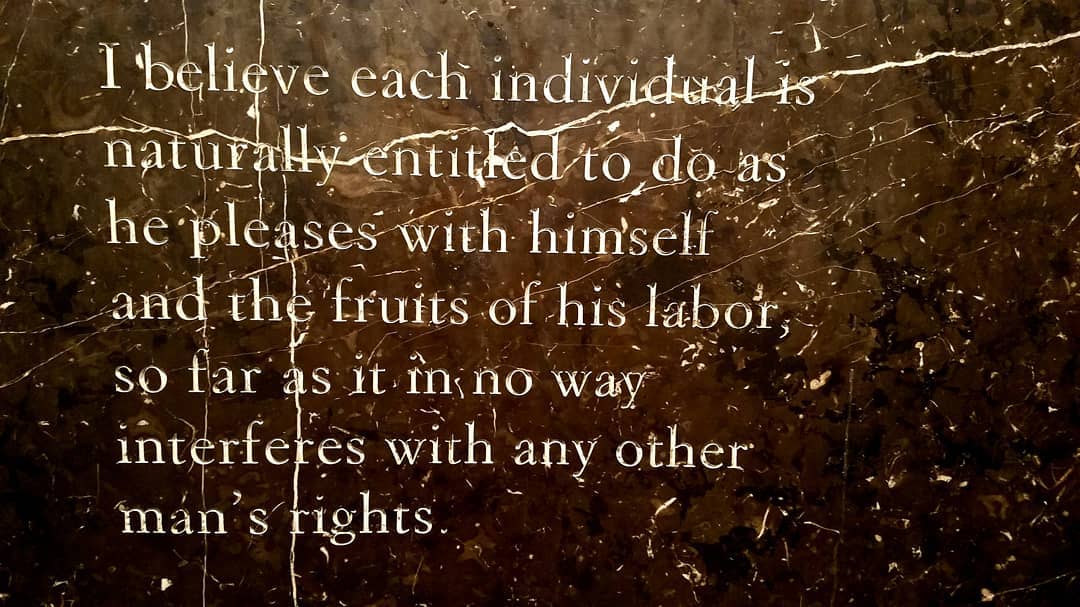 I believe each individual is
naturally entitled to do as
he pleases with himself
and the fruits of his labor,
so far as it in no way
interferes with any other
man's rights.